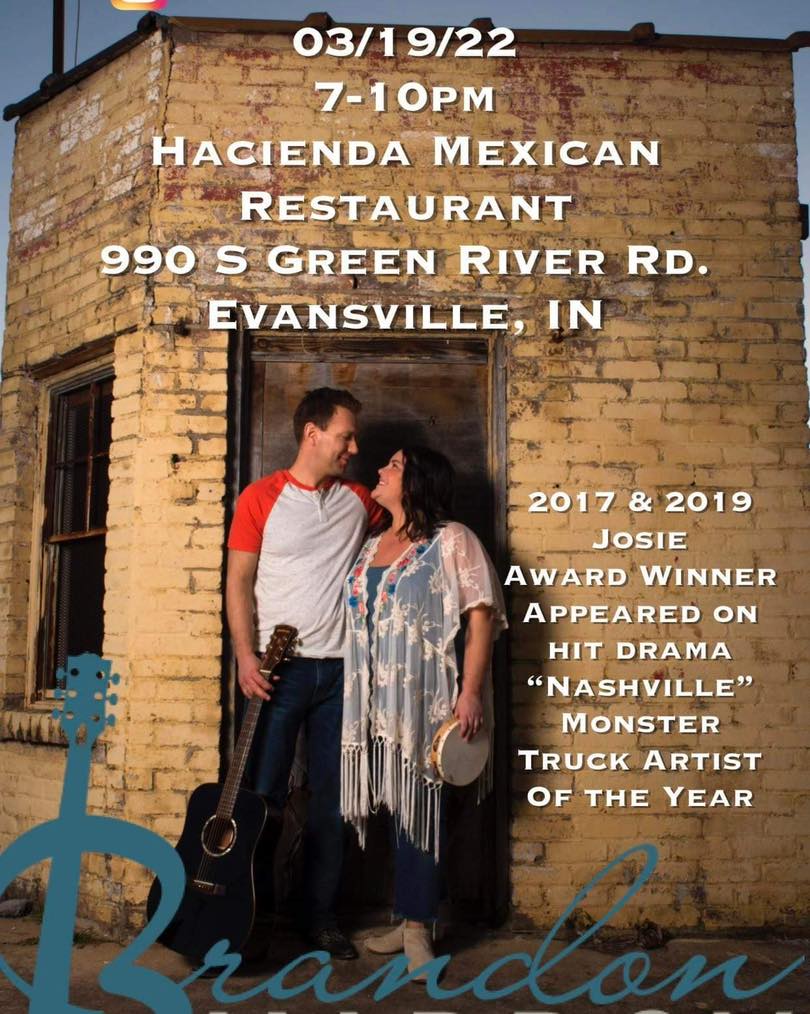 03/19/22
7-10PM
HACIENDA MEXICAN
RESTAURANT
990 S GREEN RIVER RD.
EVANSVILLE, IN
2017 & 2019
JOSIE
AWARD WINNER
APPEARED ON
HIT DRAMA
“NASHVILLE”
MONSTER
TRUCK ARTIST
OF THE YEAR
Brandon